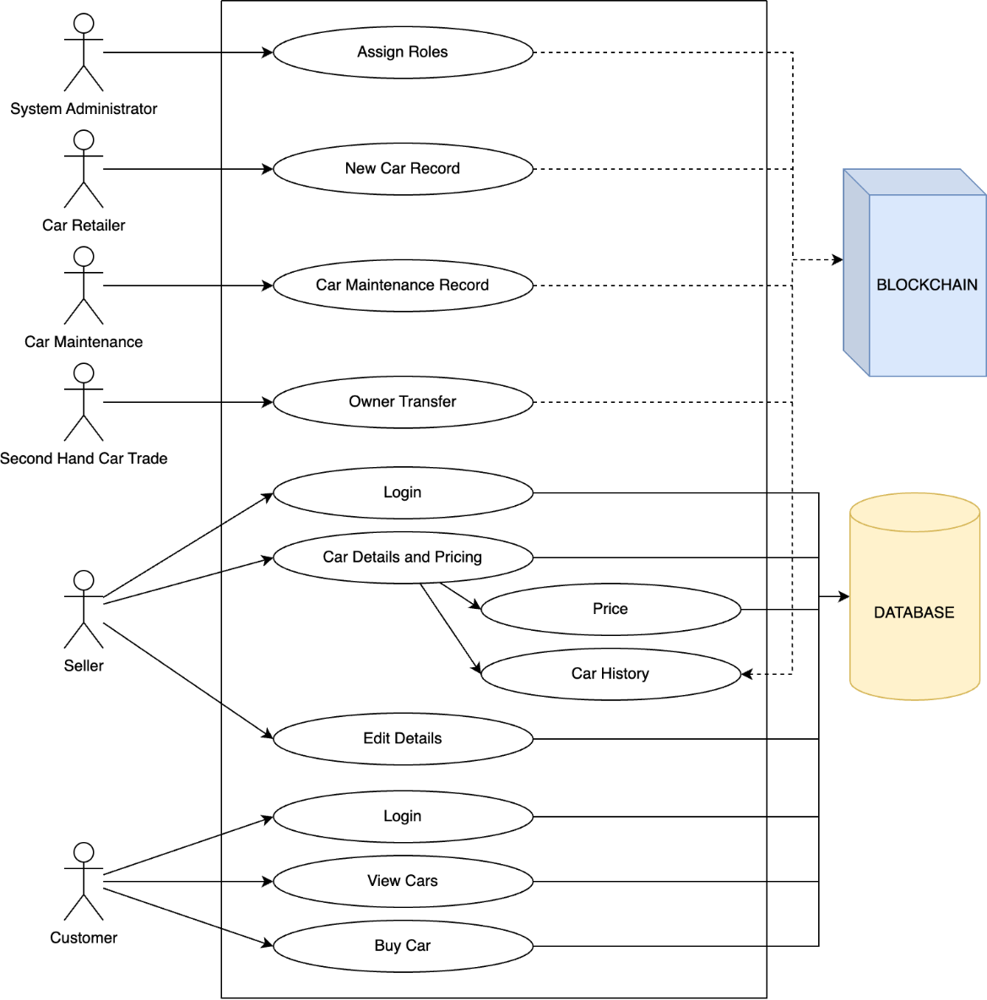 Assign Roles
System Administrator
New Car Record
Car Retailer
BLOCKCHAIN
Car Maintenance Record
Car Maintenance
Owner Transfer
Second Hand Car Trade
Login
Car Details and Pricing
Price
DATABASE
Seller
Car History
Edit Details
Login
View Cars
Customer
Buy Car